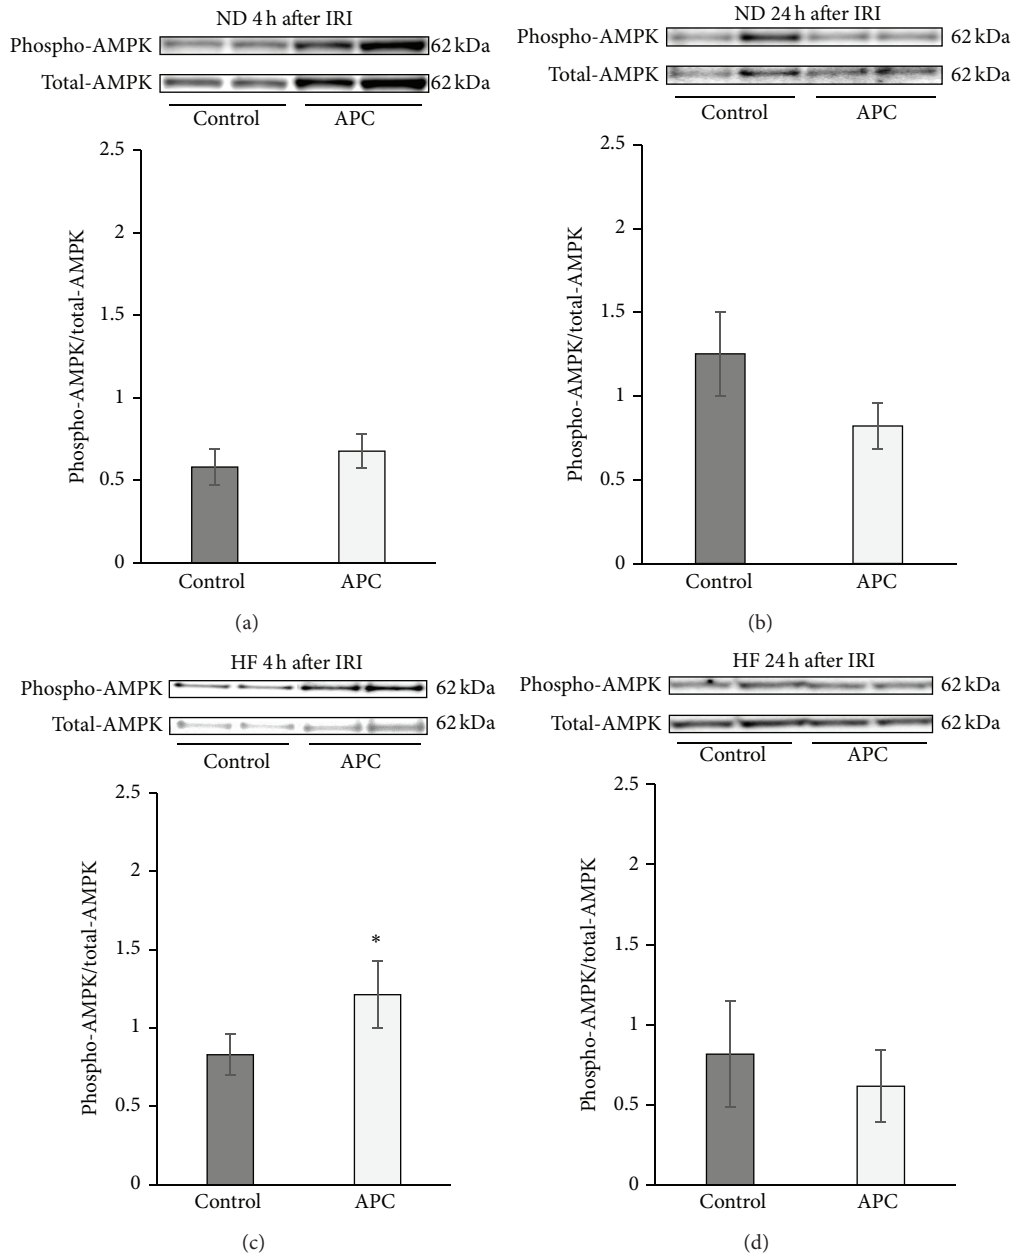 ND 4 h after IRI
Phospho-AMPK 62 kDa
Total-AMPK 62 kDa
Control APC
2.5
2
1.5
1
0.5
0
Phospho-AMPK/total-AMPK
Control APC
(a)
ND 24 h after IRI
Phospho-AMPK 62 kDa
Total-AMPK 62 kDa
Control APC
2.5
2
1.5
1
0.5
0
Phospho-AMPK/total-AMPK
Control APC
(b)
HF 4 h after IRI
Phospho-AMPK 62 kDa
Total-AMPK 62 kDa
Control APC
2.5
2
1.5
1
0.5
0
Phospho-AMPK/total-AMPK
*
Control APC
(c)
HF 24 h after IRI
Phospho-AMPK 62 kDa
Total-AMPK 62 kDa
Control APC
2.5
2
1.5
1
0.5
0
Phospho-AMPK/total-AMPK
Control APC
(d)